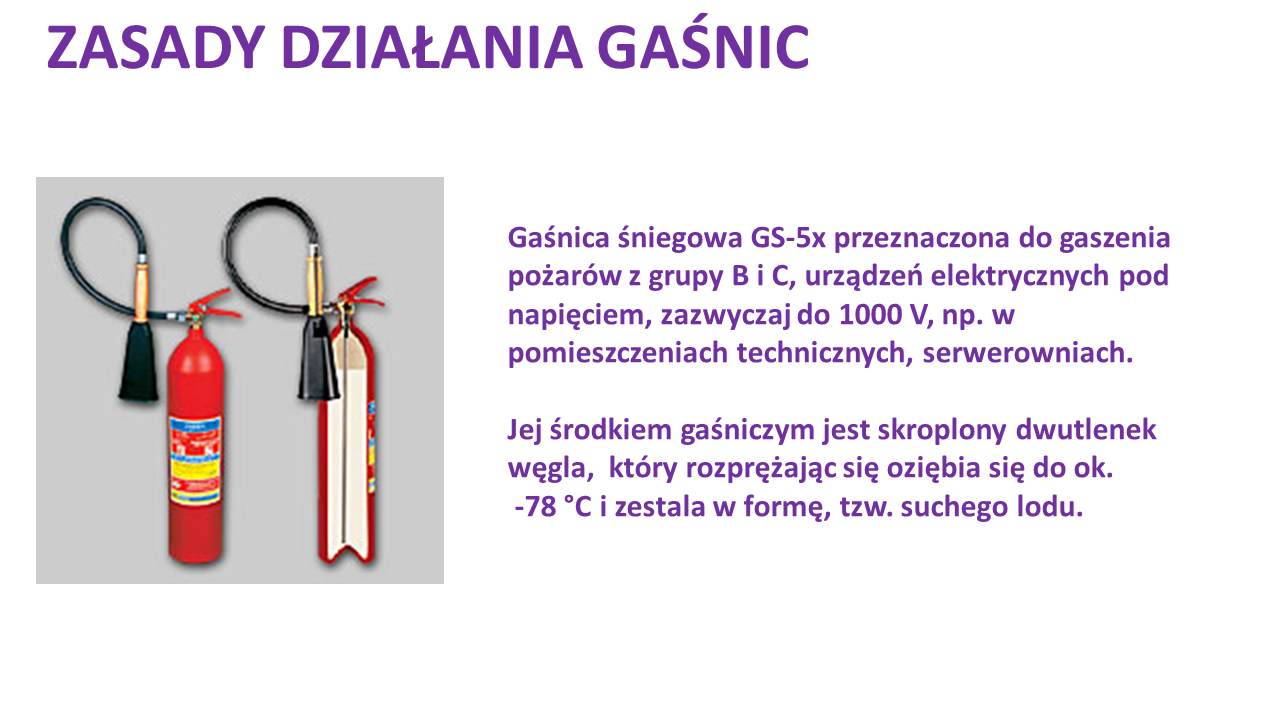 ZASADY DZIAŁANIA GAŚNIC
Gaśnica śniegowa GS-5x przeznaczona do gaszenia
pożarów z grupy B i C, urządzeń elektrycznych pod
napięciem, zazwyczaj do 1000 V, np. w
pomieszczeniach technicznych, serwerowniach.
Jej środkiem gaśniczym jest skroplony dwutlenek
węgla,  który rozprężając się oziębia się do ok.
-78 °C i zestala w formę, tzw. suchego lodu.